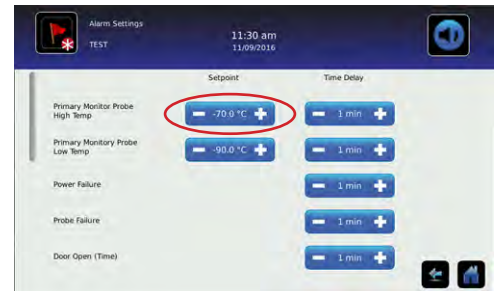 Alarm Settings
TEST
11:30 am
11/09/2016
Setpoint Time Delay
Primary Monitor Probe
High Temp
-70.0 °C
1 min
Primary Monitory Probe
Low Temp
-90.0 °C
1 min
Power Failure
1 min
Probe Failure
1 min
Door Open (Time)
1 min